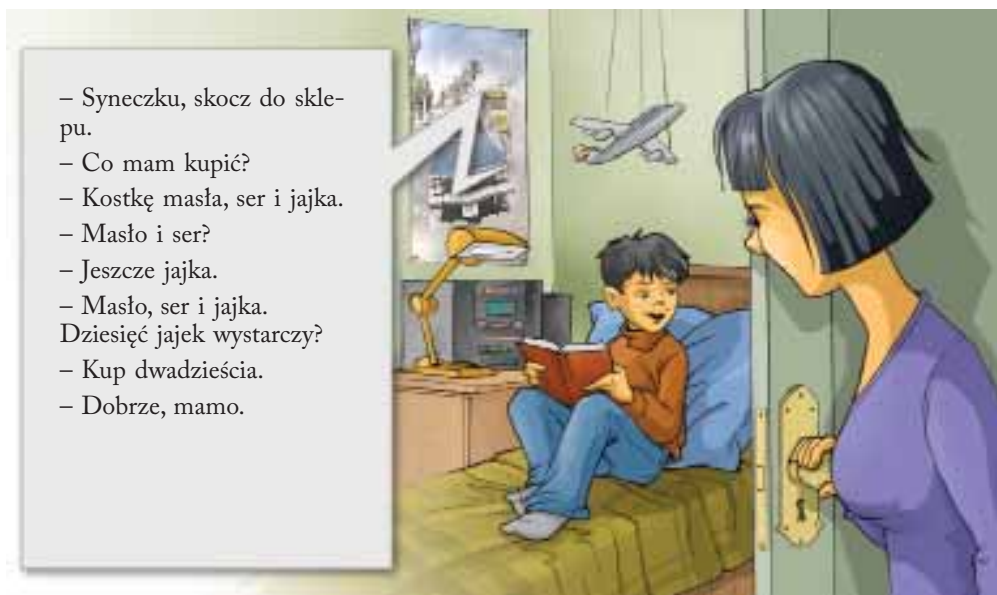 – Syneczku, skocz do skle-
pu.
– Co mam kupić?
– Kostkę masła, ser i jajka.
– Masło i ser?
– Jeszcze jajka.
– Masło, ser i jajka.
Dziesięć jajek wystarczy?
– Kup dwadzieścia.
– Dobrze, mamo.